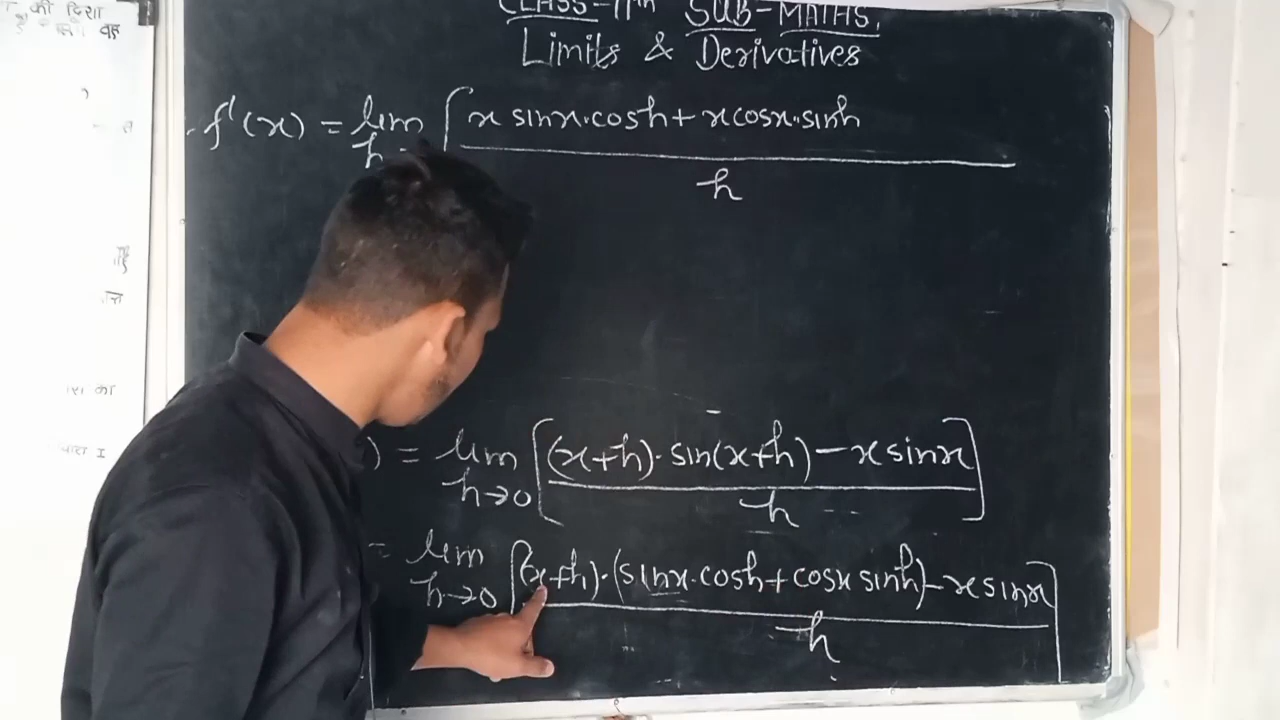 CLASS-11th SUB-MATHS,
Limits & Derivatives
f'(x) = lim [ x sinx·cosh + x cosx·sinh
h
) = lim [ (x+h)·sin(x+h) - x sinx ]
h→0 h
= lim [ (x+h)·(sinx·cosh + cosx sinh) - x sinx ]
h→0 h
की दिशा
वह
का